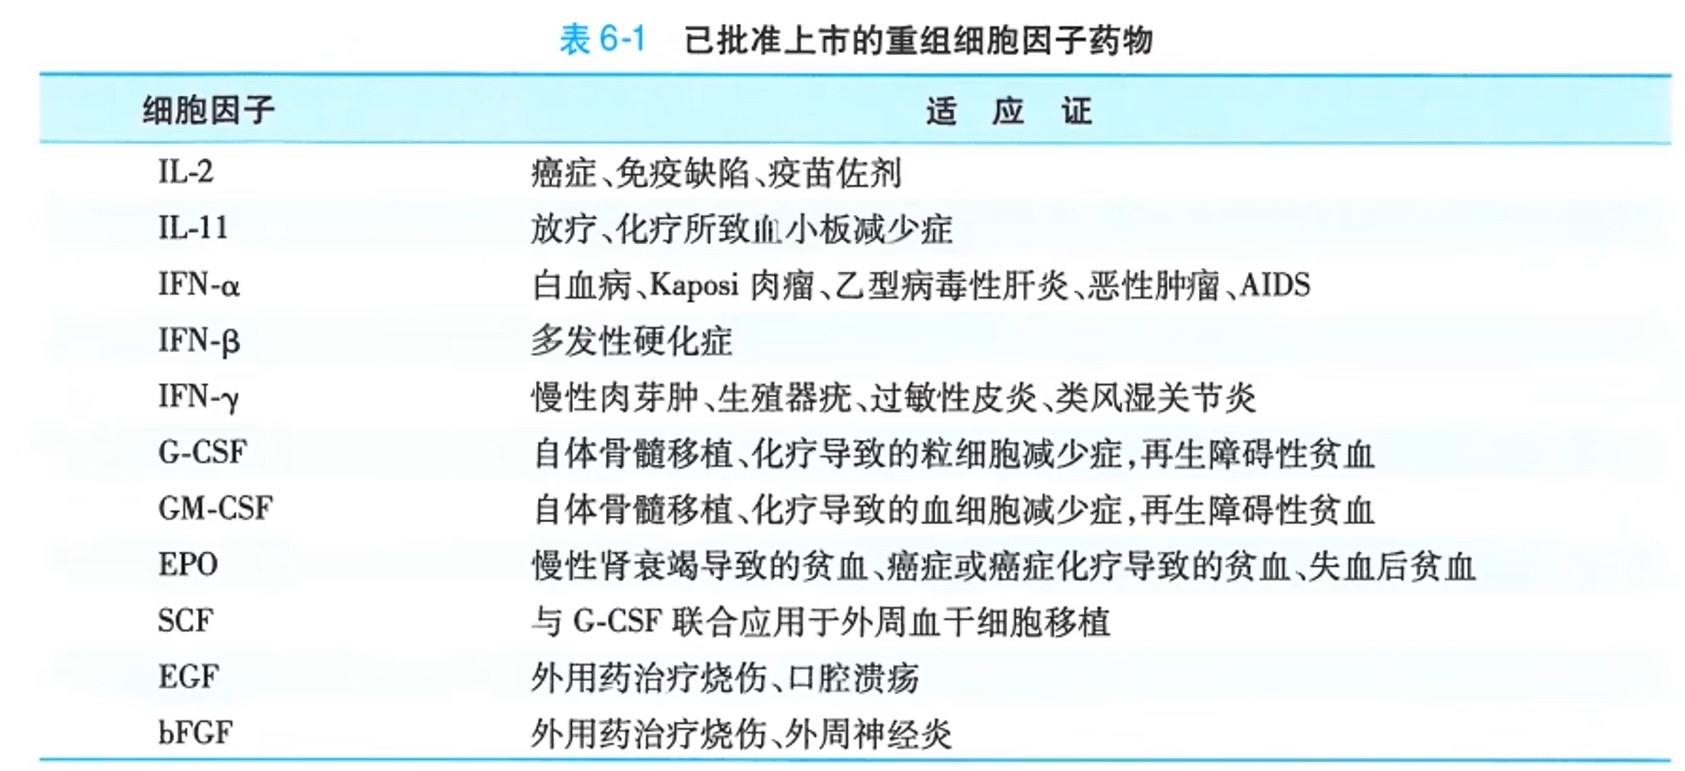 表 6-1 已批准上市的重组细胞因子药物
细胞因子 适 应 证
IL-2 癌症、免疫缺陷、疫苗佐剂
IL-11 放疗、化疗所致血小板减少症
IFN-α 白血病、Kaposi 肉瘤、乙型病毒性肝炎、恶性肿瘤、AIDS
IFN-β 多发性硬化症
IFN-γ 慢性肉芽肿、生殖器疣、过敏性皮炎、类风湿关节炎
G-CSF 自体骨髓移植、化疗导致的粒细胞减少症,再生障碍性贫血
GM-CSF 自体骨髓移植、化疗导致的血细胞减少症,再生障碍性贫血
EPO 慢性肾衰竭导致的贫血、癌症或癌症化疗导致的贫血、失血后贫血
SCF 与 G-CSF 联合应用于外周血干细胞移植
EGF 外用药治疗烧伤、口腔溃疡
bFGF 外用药治疗烧伤、外周神经炎